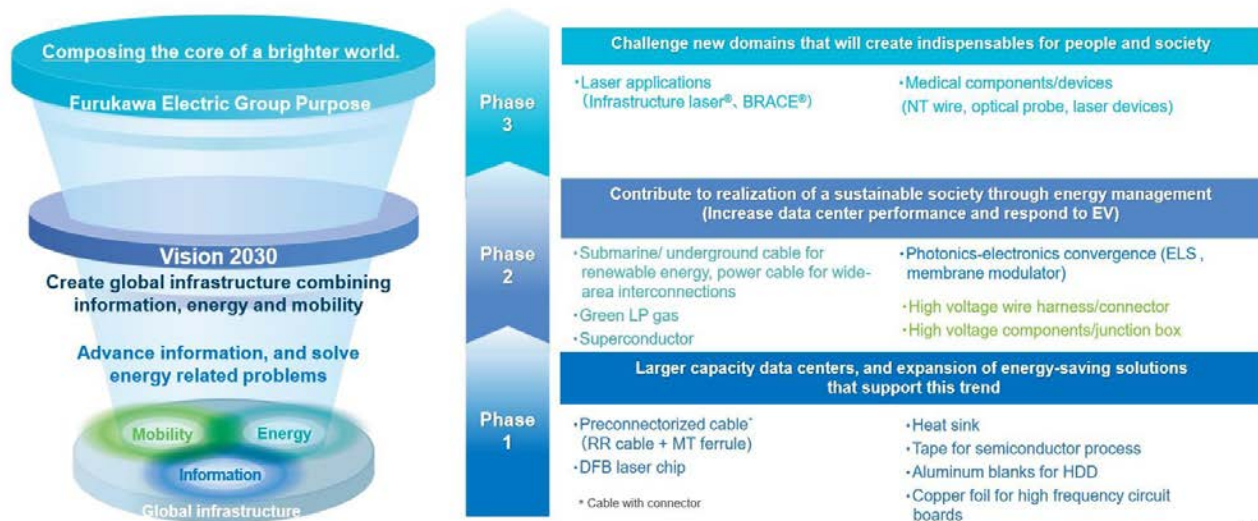 Composing the core of a brighter world.
Furukawa Electric Group Purpose
Vision 2030
Create global infrastructure combining
information, energy and mobility
Advance information, and solve
energy related problems
Mobility
Energy
Information
Global infrastructure
Phase
3
Challenge new domains that will create indispensables for people and society
・Laser applications
（Infrastructure laser®、BRACE®）
・Medical components/devices
(NT wire, optical probe, laser devices)
Phase
2
Contribute to realization of a sustainable society through energy management
(Increase data center performance and respond to EV)
・Submarine/ underground cable for
renewable energy, power cable for wide-
area interconnections
・Green LP gas
・Superconductor
・Photonics-electronics convergence (ELS ,
membrane modulator)
・High voltage wire harness/connector
・High voltage components/junction box
Phase
1
Larger capacity data centers, and expansion of energy-saving solutions
that support this trend
・Preconnectorized cable*
（RR cable + MT ferrule）
・DFB laser chip
* Cable with connector
・Heat sink
・Tape for semiconductor process
・Aluminum blanks for HDD
・Copper foil for high frequency circuit
boards